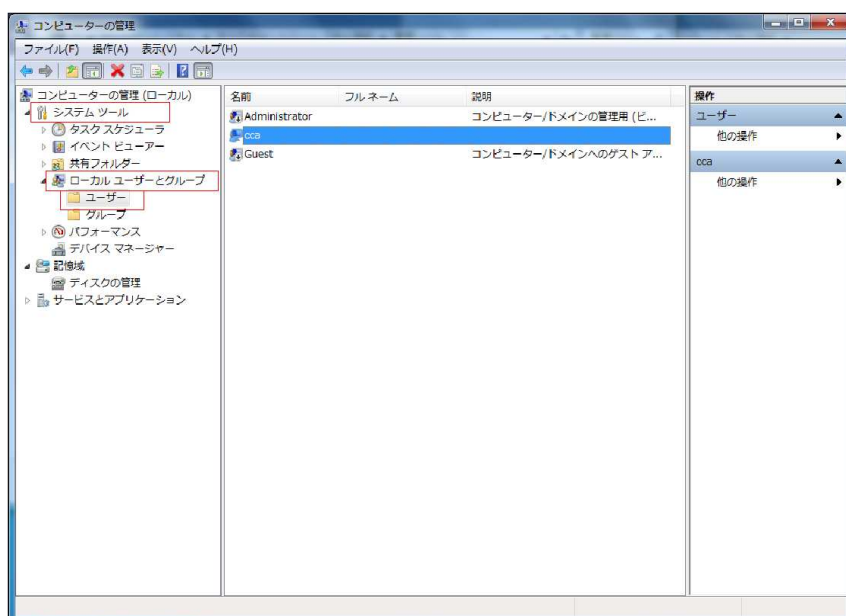 コンピューターの管理
ファイル(F) 操作(A) 表示(V) ヘルプ(H)
コンピューターの管理 (ローカル)
システム ツール
タスク スケジューラ
イベント ビューアー
共有フォルダー
ローカル ユーザーとグループ
ユーザー
グループ
パフォーマンス
デバイス マネージャー
記憶域
ディスクの管理
サービスとアプリケーション
名前 フル ネーム 説明
Administrator コンピューター/ドメインの管理用 (ビ...
cca
Guest コンピューター/ドメインへのゲスト ア...
操作
ユーザー
他の操作
cca
他の操作